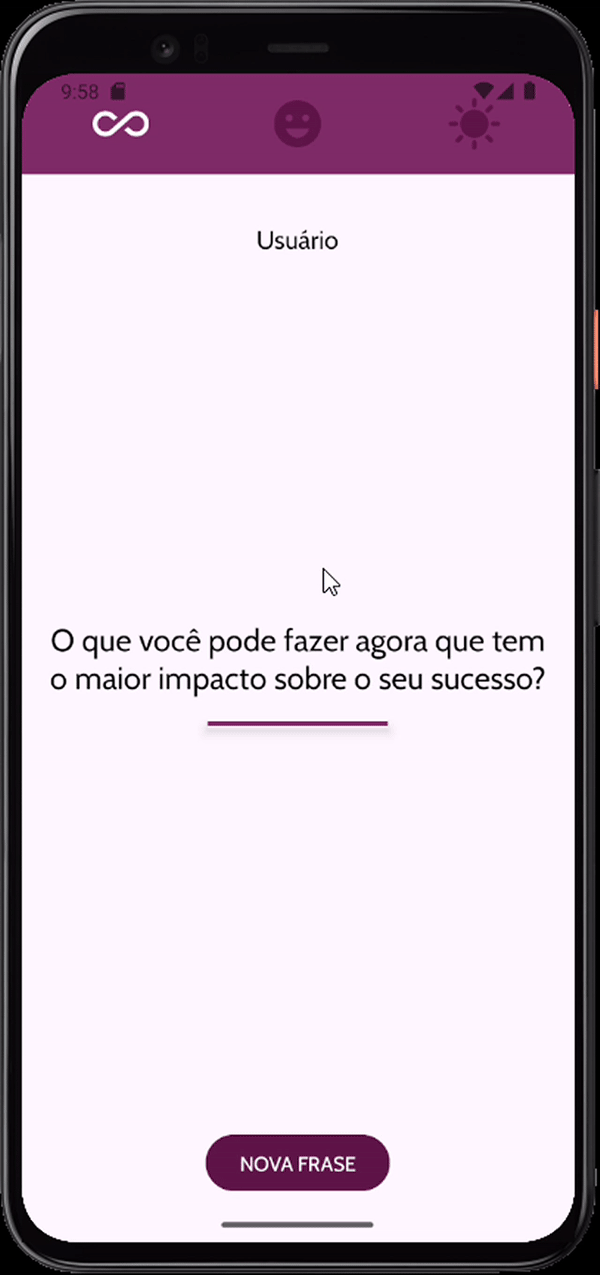 9:58
Usuário
O que você pode fazer agora que tem
o maior impacto sobre o seu sucesso?
NOVA FRASE